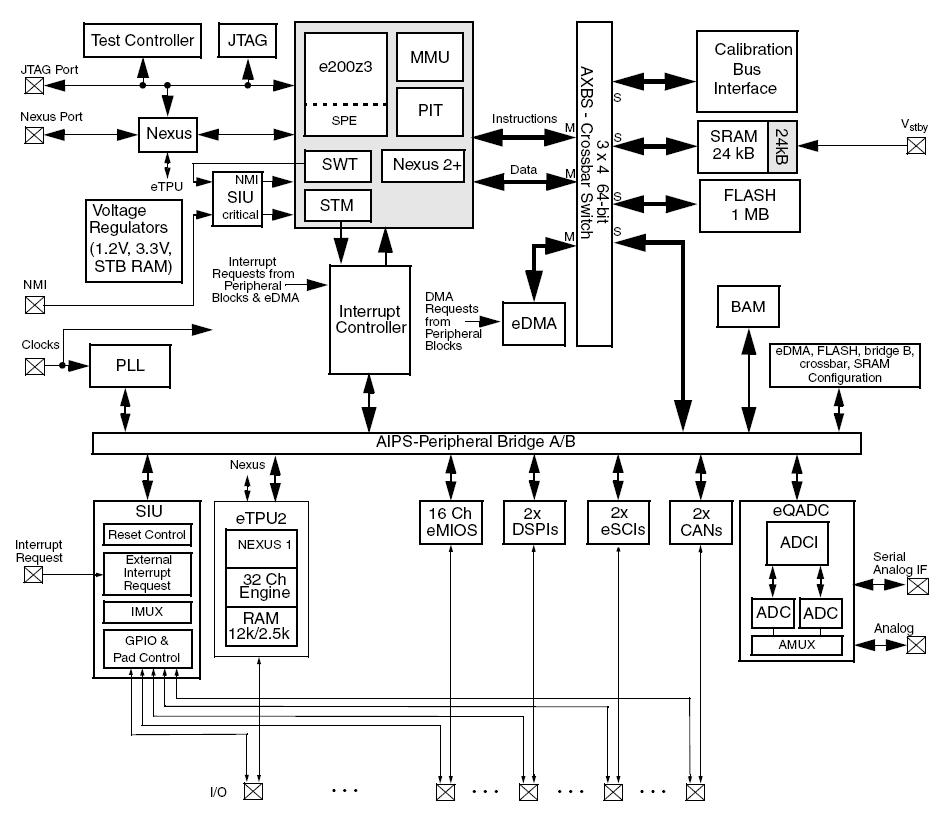 Test Controller
JTAG
JTAG Port
Nexus Port
Nexus
eTPU
e200z3
SPE
MMU
PIT
SWT
Nexus 2+
STM
NMI
SIU
critical
Voltage
Regulators
(1.2V, 3.3V,
STB RAM)
NMI
Clocks
PLL
Interrupt
Requests from
Peripheral
Blocks & eDMA
Interrupt
Controller
Instructions
Data
M
M
M
DMA
Requests
from
Peripheral
Blocks
eDMA
AXBS - Crossbar Switch
3 x 4 64-bit
S
S
S
S
Calibration
Bus
Interface
SRAM
24 kB
24kB
Vstby
FLASH
1 MB
BAM
eDMA, FLASH, bridge B,
crossbar, SRAM
Configuration
AIPS-Peripheral Bridge A/B
SIU
Reset Control
External
Interrupt
Request
IMUX
GPIO &
Pad Control
Interrupt
Request
Nexus
eTPU2
NEXUS 1
32 Ch
Engine
RAM
12k/2.5k
16 Ch
eMIOS
2x
DSPIs
2x
eSCIs
2x
CANs
eQADC
ADCI
ADC
ADC
AMUX
Serial
Analog IF
Analog
I/O
. . .
. . .
. . .
. . .